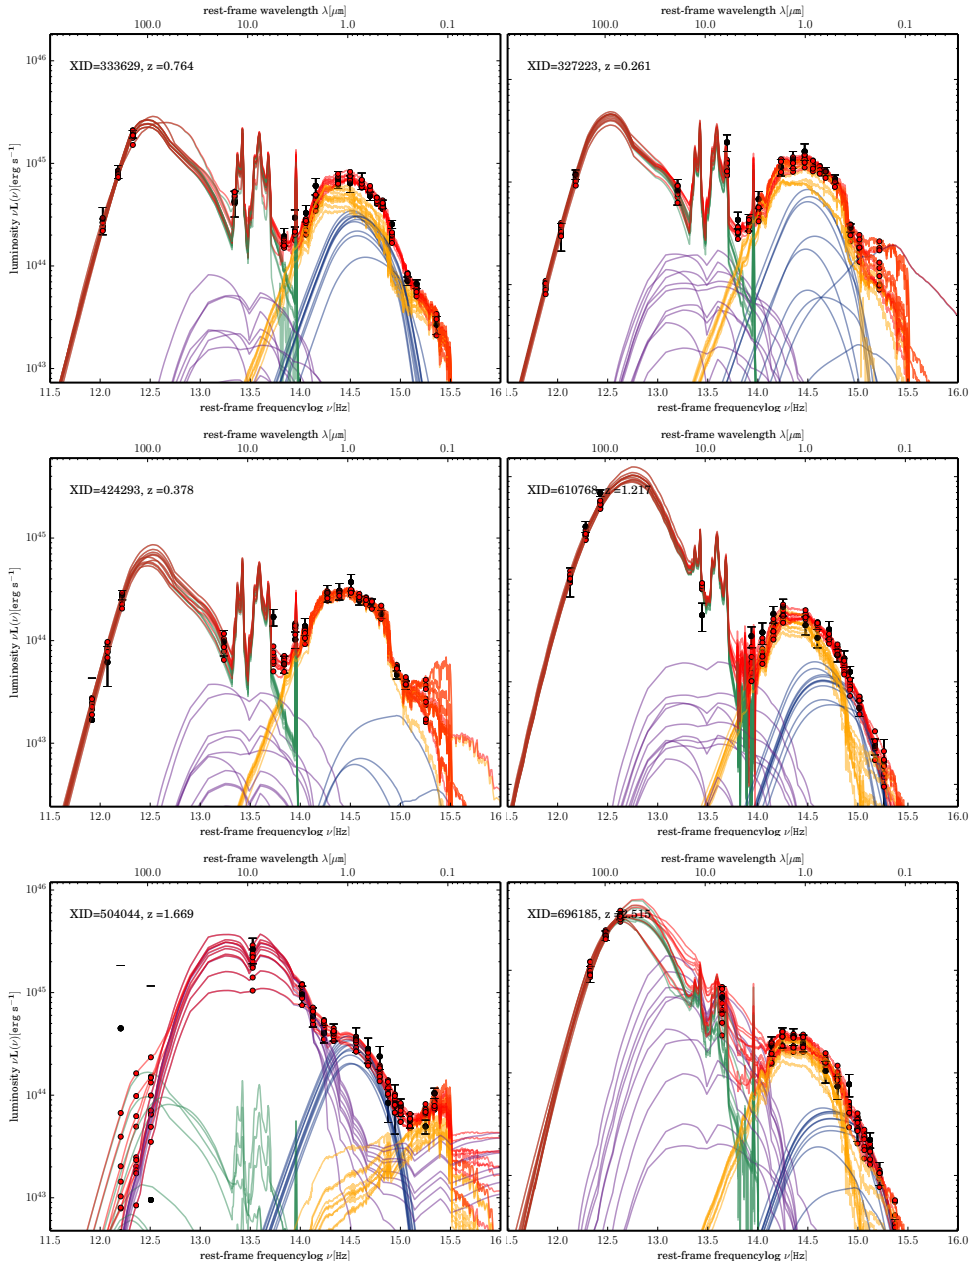 rest-frame wavelength λ[μm]
100.0 10.0 1.0 0.1
XID=333629, z =0.764
10^46
10^45
10^44
10^43
luminosity νL(ν)[erg s^−1]
11.5 12.0 12.5 13.0 13.5 14.0 14.5 15.0 15.5 16
rest-frame frequencylog ν[Hz]
rest-frame wavelength λ[μm]
100.0 10.0 1.0 0.1
XID=327223, z =0.261
12.0 12.5 13.0 13.5 14.0 14.5 15.0 15.5 16.0
rest-frame frequencylog ν[Hz]
rest-frame wavelength λ[μm]
100.0 10.0 1.0 0.1
XID=424293, z =0.378
10^45
10^44
10^43
luminosity νL(ν)[erg s^−1]
11.5 12.0 12.5 13.0 13.5 14.0 14.5 15.0 15.5 11.5
rest-frame frequencylog ν[Hz]
rest-frame wavelength λ[μm]
100.0 10.0 1.0 0.1
XID=610768, z =1.217
12.0 12.5 13.0 13.5 14.0 14.5 15.0 15.5 16.0
rest-frame frequencylog ν[Hz]
rest-frame wavelength λ[μm]
100.0 10.0 1.0 0.1
XID=504044, z =1.669
10^46
10^45
10^44
10^43
luminosity νL(ν)[erg s^−1]
11.5 12.0 12.5 13.0 13.5 14.0 14.5 15.0 15.5 16
rest-frame frequencylog ν[Hz]
rest-frame wavelength λ[μm]
100.0 10.0 1.0 0.1
XID=696185, z =2.515
12.0 12.5 13.0 13.5 14.0 14.5 15.0 15.5 16.0
rest-frame frequencylog ν[Hz]